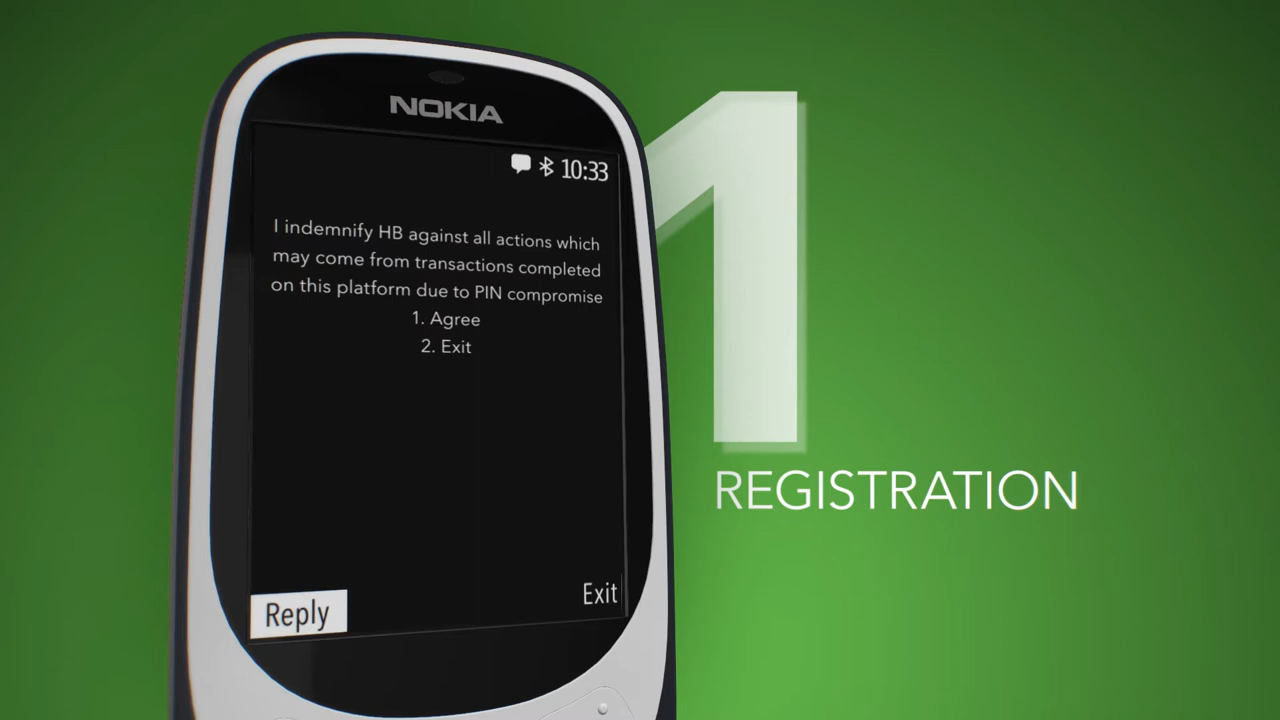 NOKIA
10:33
I indemnify HB against all actions which
may come from transactions completed
on this platform due to PIN compromise
1. Agree
2. Exit
Reply
Exit
1
REGISTRATION